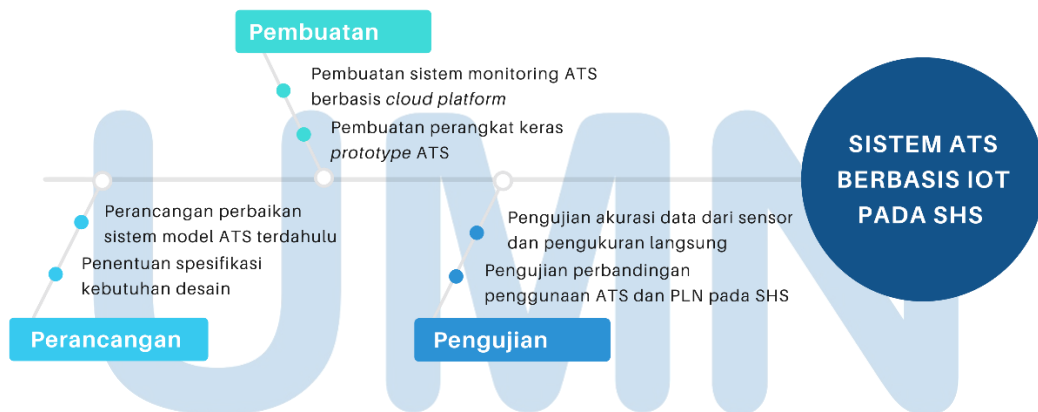 Pembuatan
Pembuatan sistem monitoring ATS
berbasis cloud platform
Pembuatan perangkat keras
prototype ATS
SISTEM ATS
BERBASIS IOT
PADA SHS
Perancangan perbaikan
sistem model ATS terdahulu
Penentuan spesifikasi
kebutuhan desain
Perancangan
Pengujian akurasi data dari sensor
dan pengukuran langsung
Pengujian perbandingan
penggunaan ATS dan PLN pada SHS
Pengujian
UMN